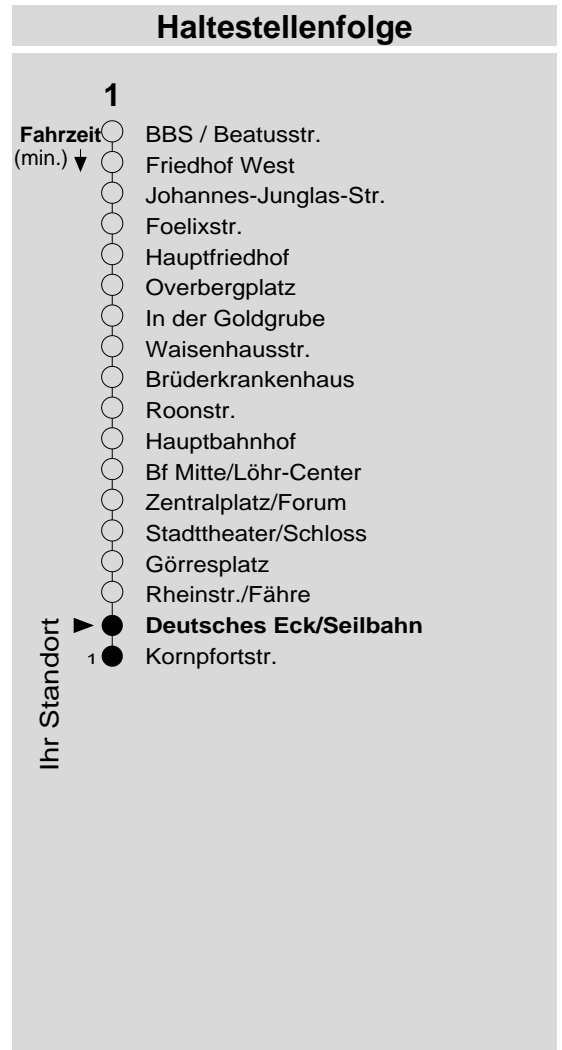 Haltestellenfolge
1
Fahrzeit
(min.)
BBS / Beatusstr.
Friedhof West
Johannes-Junglas-Str.
Foelixstr.
Hauptfriedhof
Overbergplatz
In der Goldgrube
Waisenhausstr.
Brüderkrankenhaus
Roonstr.
Hauptbahnhof
Bf Mitte/Löhr-Center
Zentralplatz/Forum
Stadttheater/Schloss
Görresplatz
Rheinstr./Fähre
Deutsches Eck/Seilbahn
1 Kornpfortstr.
Ihr Standort